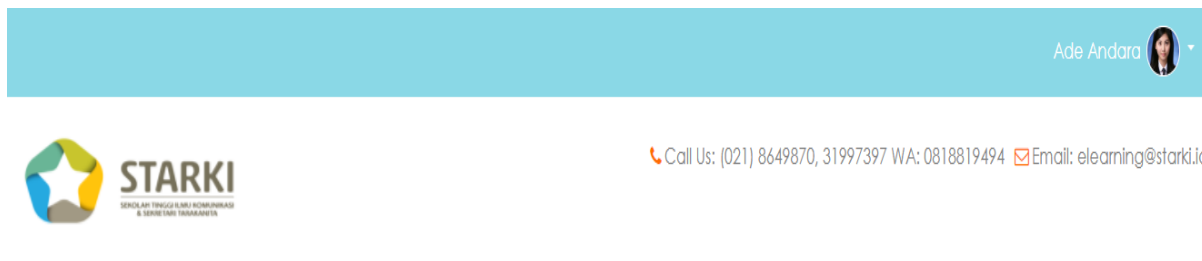 Ade Andara
Call Us: (021) 8649870, 31997397 WA: 0818819494 Email: elearning@starki.ic
STARKI
SEKOLAH TINGGI ILMU KOMUNIKASI
& SEKRETARI TARAKANITA